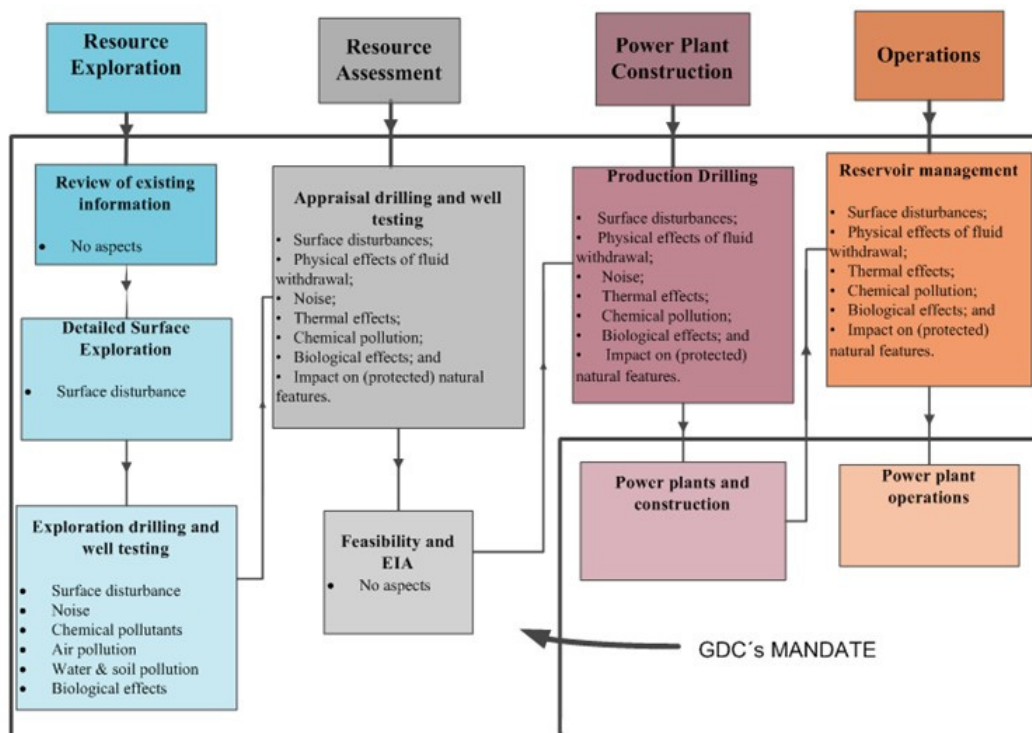 Resource
Exploration
Resource
Assessment
Power Plant
Construction
Operations
Review of existing
information
• No aspects
Detailed Surface
Exploration
• Surface disturbance
Exploration drilling and
well testing
• Surface disturbance
• Noise
• Chemical pollutants
• Air pollution
• Water & soil pollution
• Biological effects
Appraisal drilling and well
testing
• Surface disturbances;
• Physical effects of fluid
withdrawal;
• Noise;
• Thermal effects;
• Chemical pollution;
• Biological effects; and
• Impact on (protected) natural
features.
Feasibility and
EIA
• No aspects
Production Drilling
• Surface disturbances;
• Physical effects of fluid
withdrawal;
• Noise;
• Thermal effects;
• Chemical pollution;
• Biological effects; and
• Impact on (protected)
natural features.
Power plants and
construction
Reservoir management
• Surface disturbances;
• Physical effects of fluid
withdrawal;
• Thermal effects;
• Chemical pollution;
• Biological effects; and
• Impact on (protected)
natural features.
Power plant
operations
GDC´s MANDATE